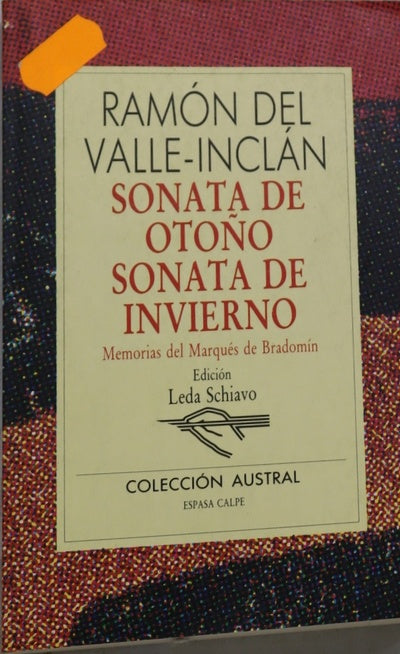 RAMÓN DEL
VALLE-INCLÁN
SONATA DE
OTOÑO
SONATA DE
INVIERNO
Memorias del Marqués de Bradomín
Edición
Leda Schiavo
COLECCIÓN AUSTRAL
ESPASA CALPE